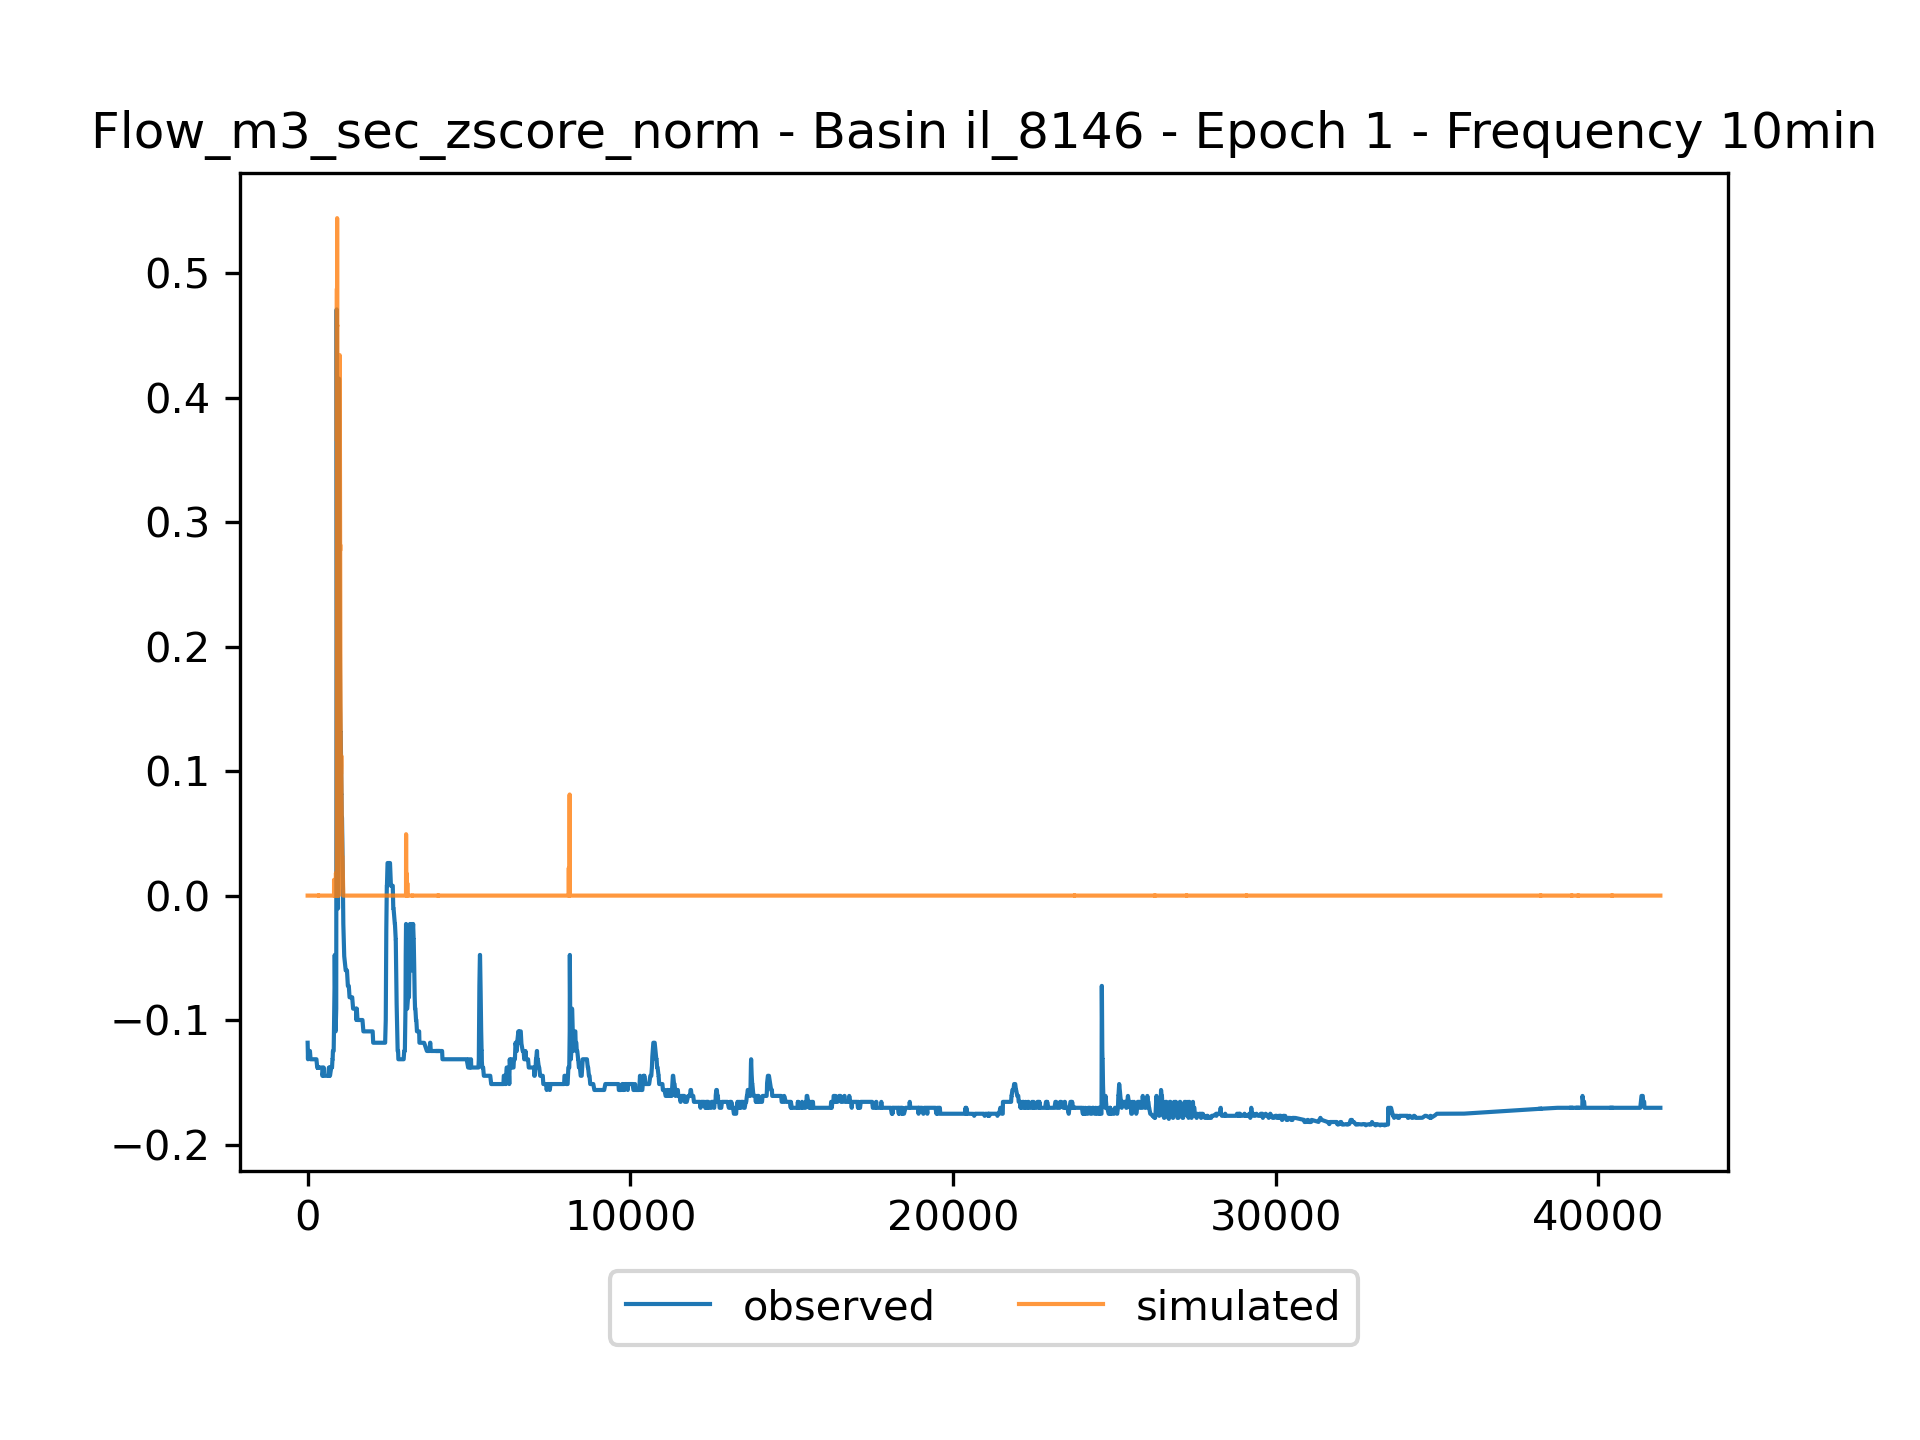 Flow_m3_sec_zscore_norm - Basin il_8146 - Epoch 1 - Frequency 10min
0.5
0.4
0.3
0.2
0.1
0.0
−0.1
−0.2
0 10000 20000 30000 40000
observed simulated